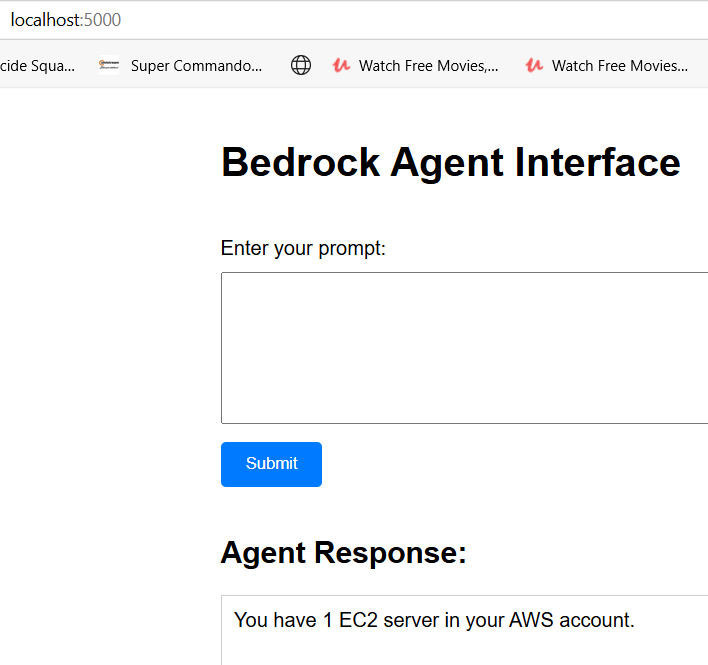 localhost:5000
cide Squa... Super Commando... Watch Free Movies,... Watch Free Movies...
Bedrock Agent Interface
Enter your prompt:
Submit
Agent Response:
You have 1 EC2 server in your AWS account.